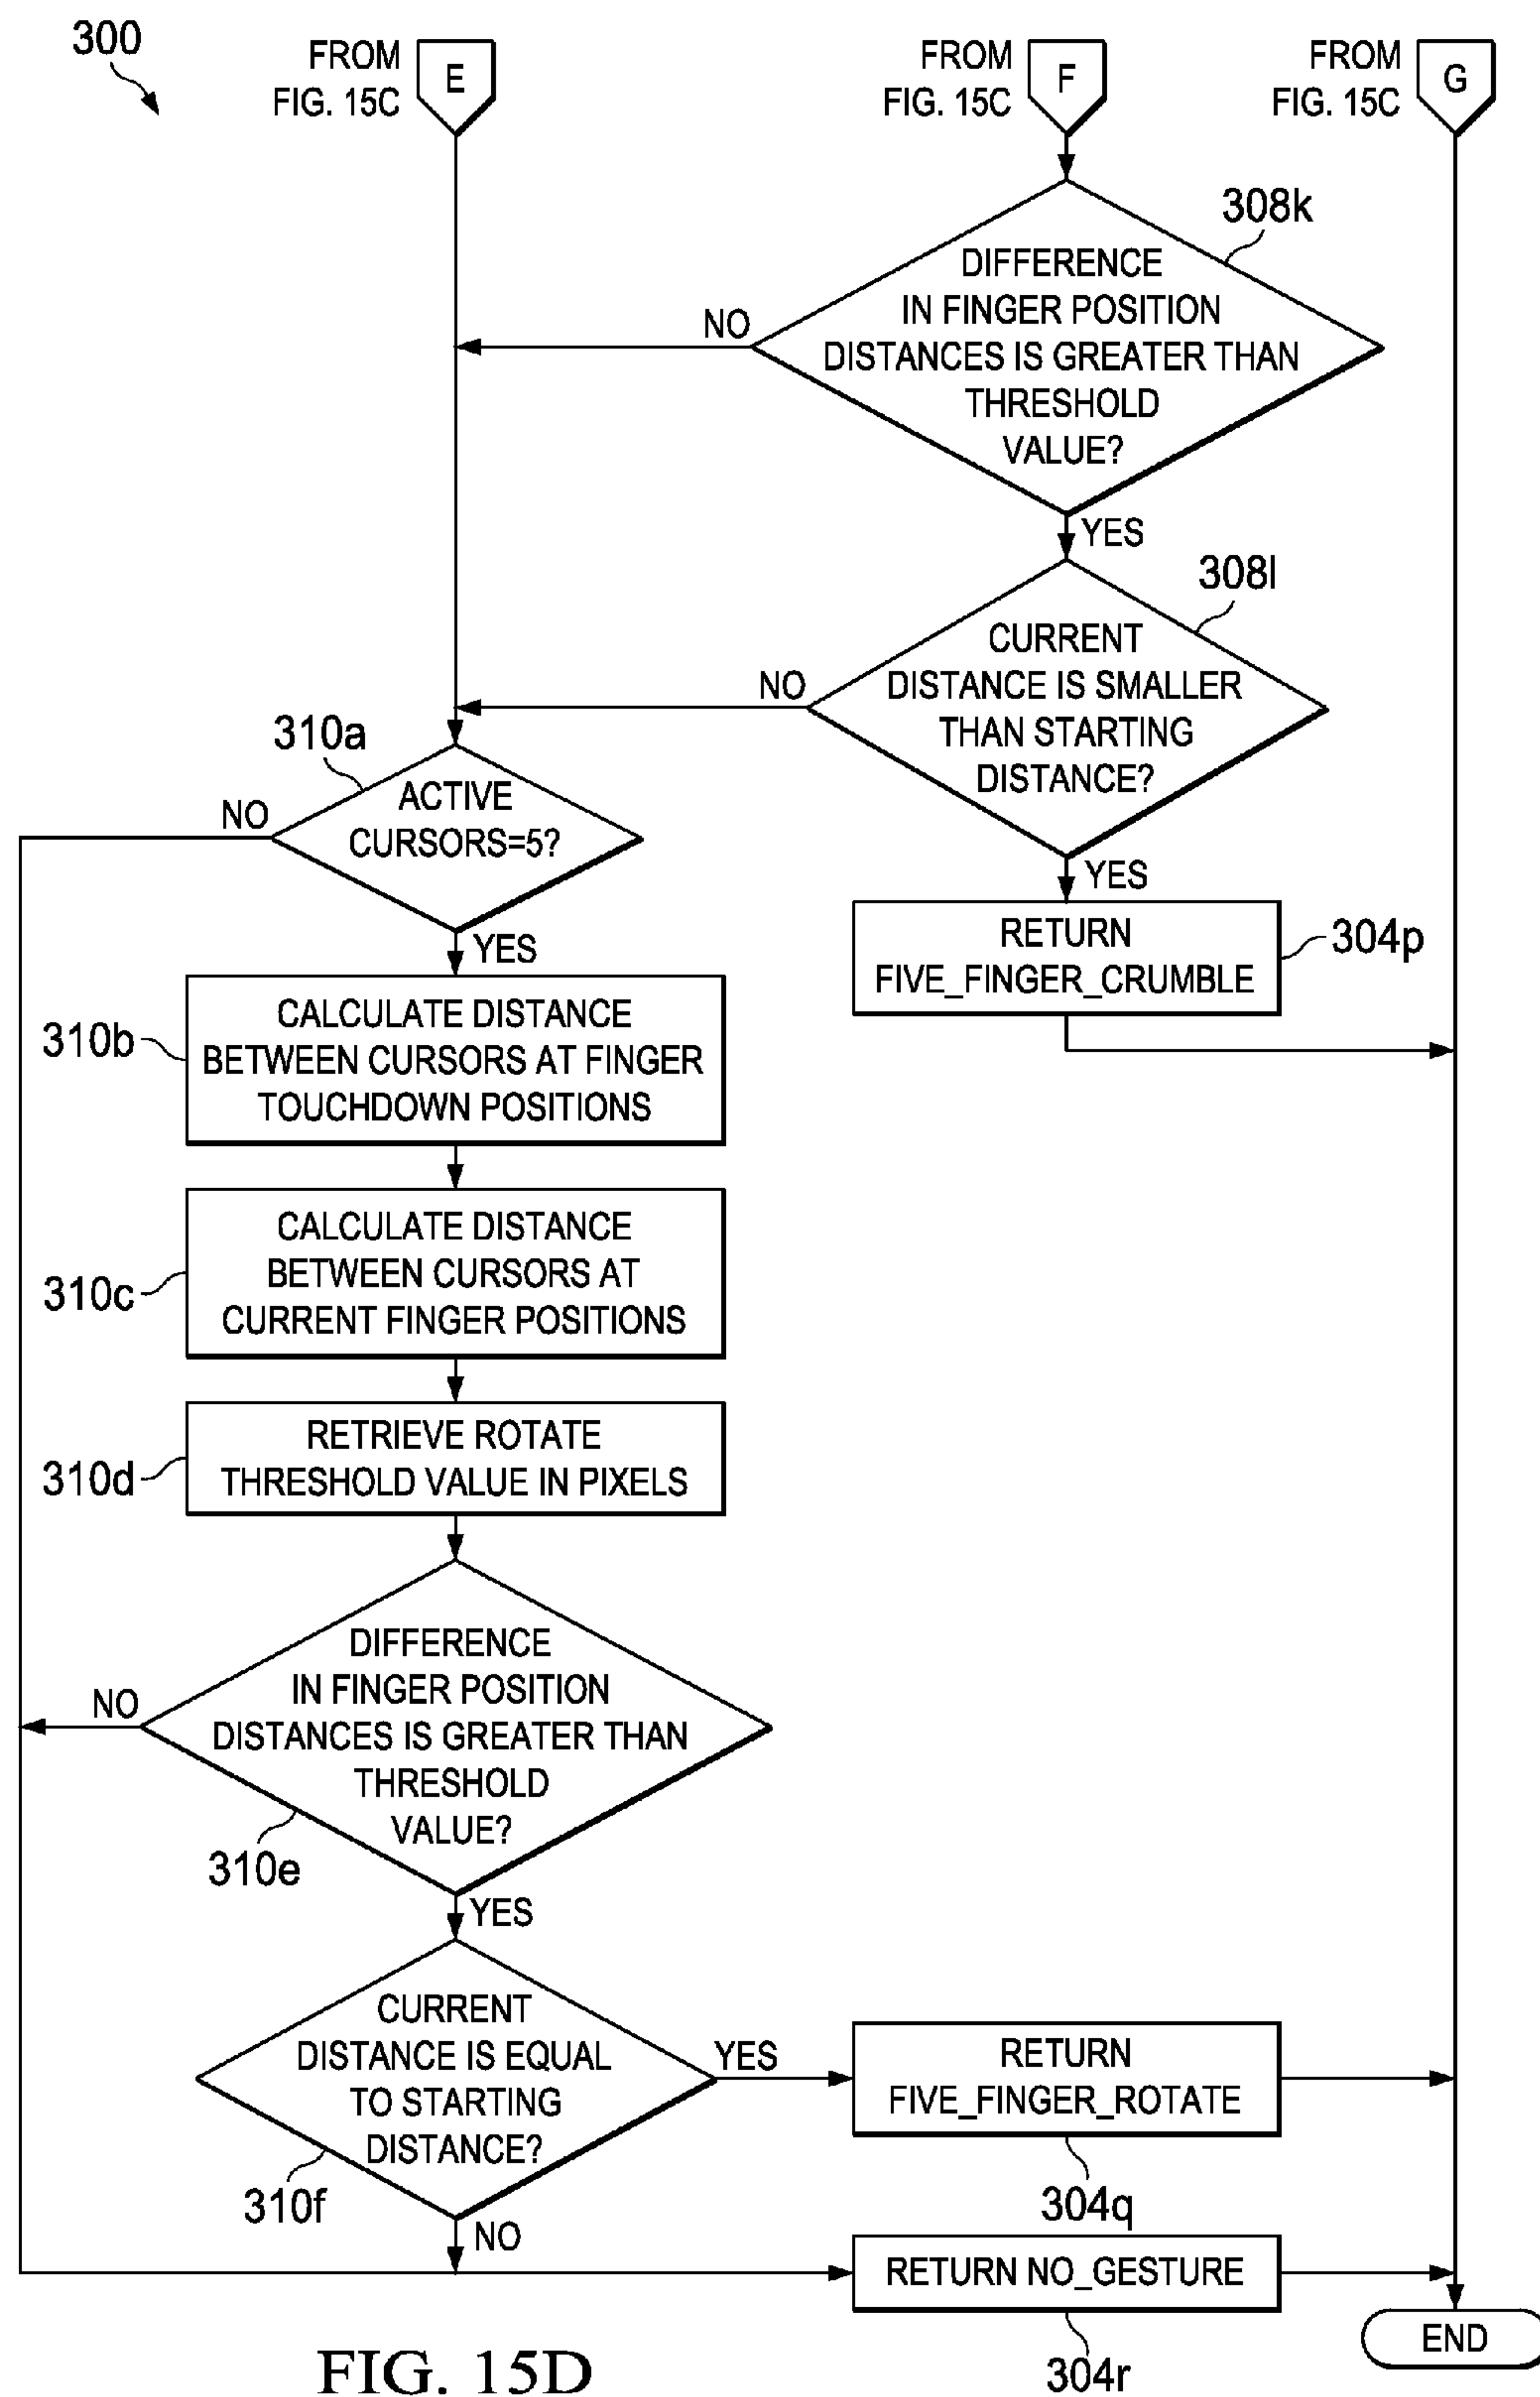 300
FROM
FIG. 15C
E
FROM
FIG. 15C
F
FROM
FIG. 15C
G
308k
DIFFERENCE
IN FINGER POSITION
DISTANCES IS GREATER THAN
THRESHOLD
VALUE?
NO
YES
308l
CURRENT
DISTANCE IS SMALLER
THAN STARTING
DISTANCE?
NO
YES
310a
ACTIVE
CURSORS=5?
NO
YES
RETURN
FIVE_FINGER_CRUMBLE
304p
310b
CALCULATE DISTANCE
BETWEEN CURSORS AT FINGER
TOUCHDOWN POSITIONS
310c
CALCULATE DISTANCE
BETWEEN CURSORS AT
CURRENT FINGER POSITIONS
310d
RETRIEVE ROTATE
THRESHOLD VALUE IN PIXELS
DIFFERENCE
IN FINGER POSITION
DISTANCES IS GREATER THAN
THRESHOLD
VALUE?
NO
310e
YES
CURRENT
DISTANCE IS EQUAL
TO STARTING
DISTANCE?
YES
310f
NO
RETURN
FIVE_FINGER_ROTATE
304q
RETURN NO_GESTURE
304r
END
FIG. 15D